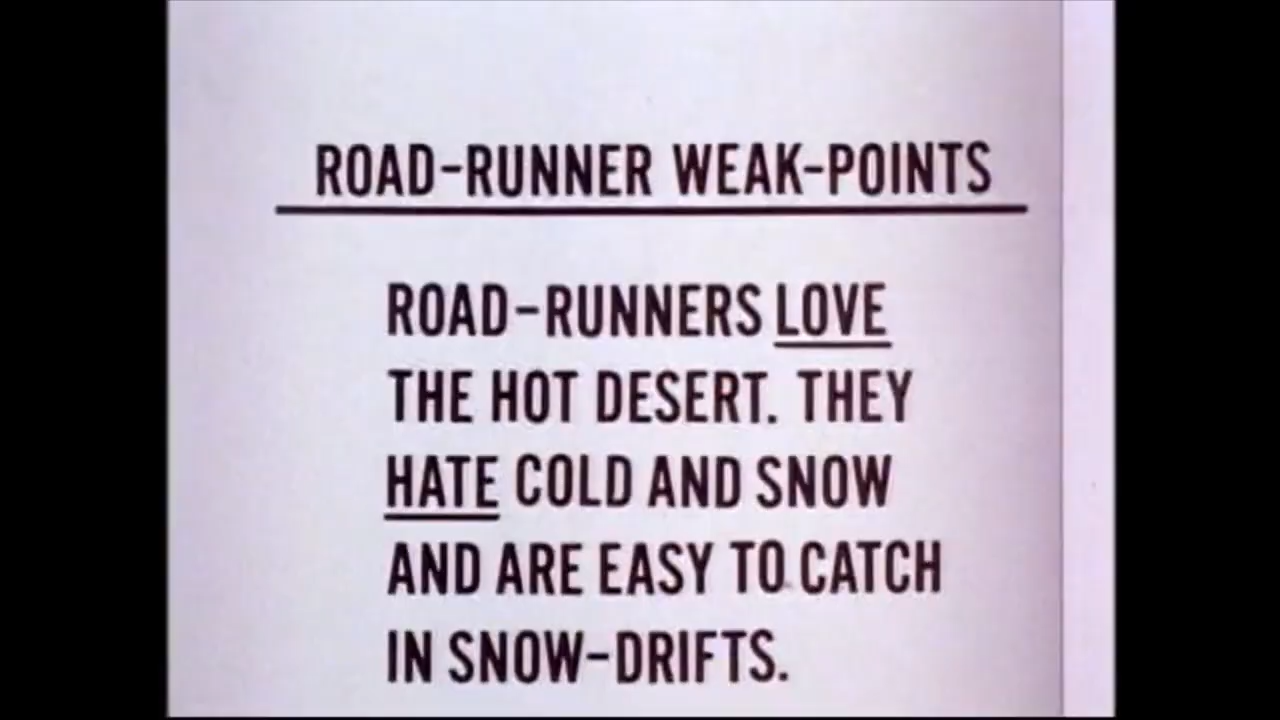 ROAD-RUNNER WEAK-POINTS
ROAD-RUNNERS LOVE
THE HOT DESERT. THEY
HATE COLD AND SNOW
AND ARE EASY TO CATCH
IN SNOW-DRIFTS.